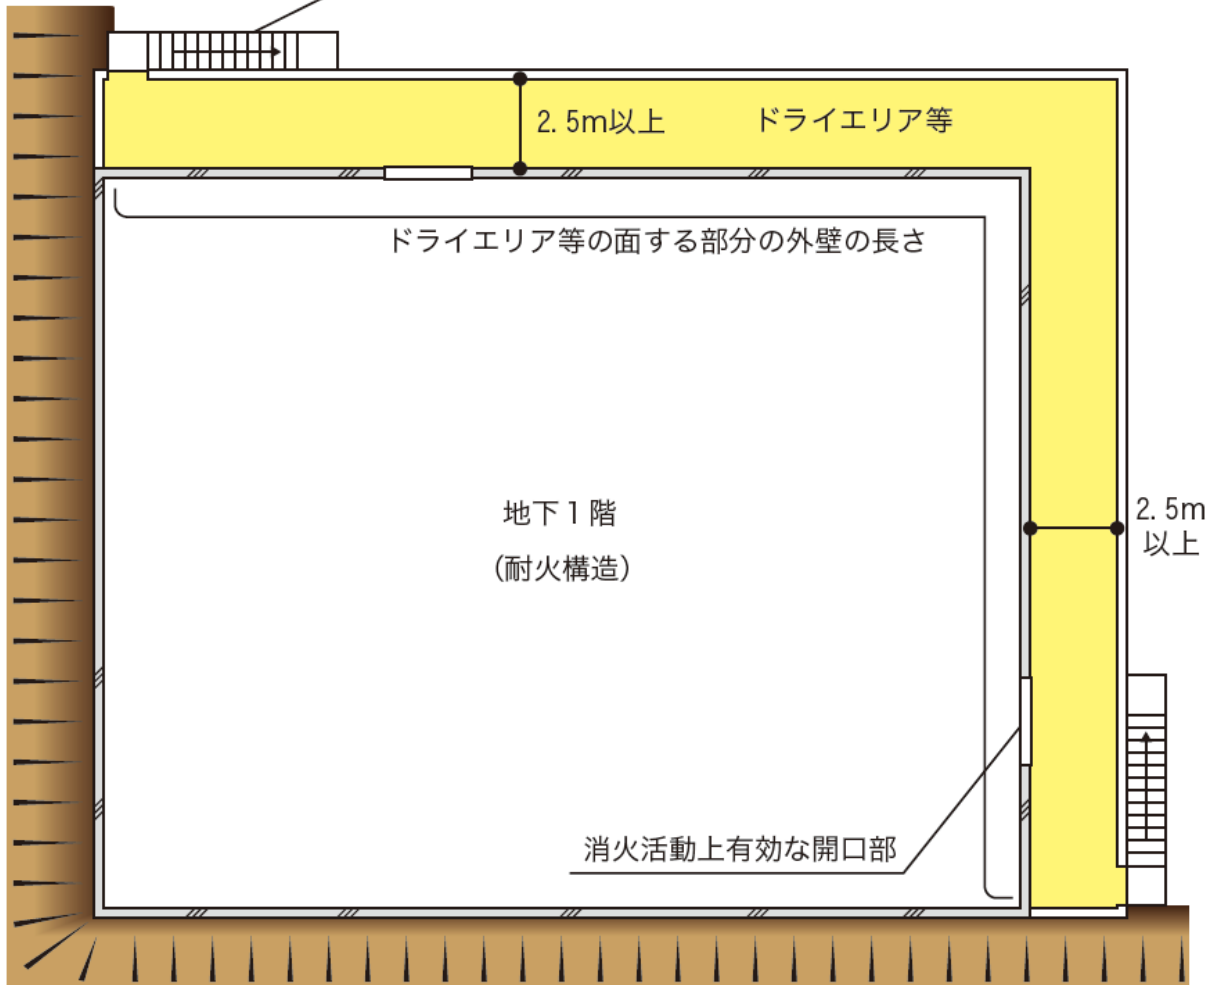 2.5m以上
ドライエリア等
ドライエリア等の面する部分の外壁の長さ
地下1階
(耐火構造)
2.5m
以上
消火活動上有効な開口部